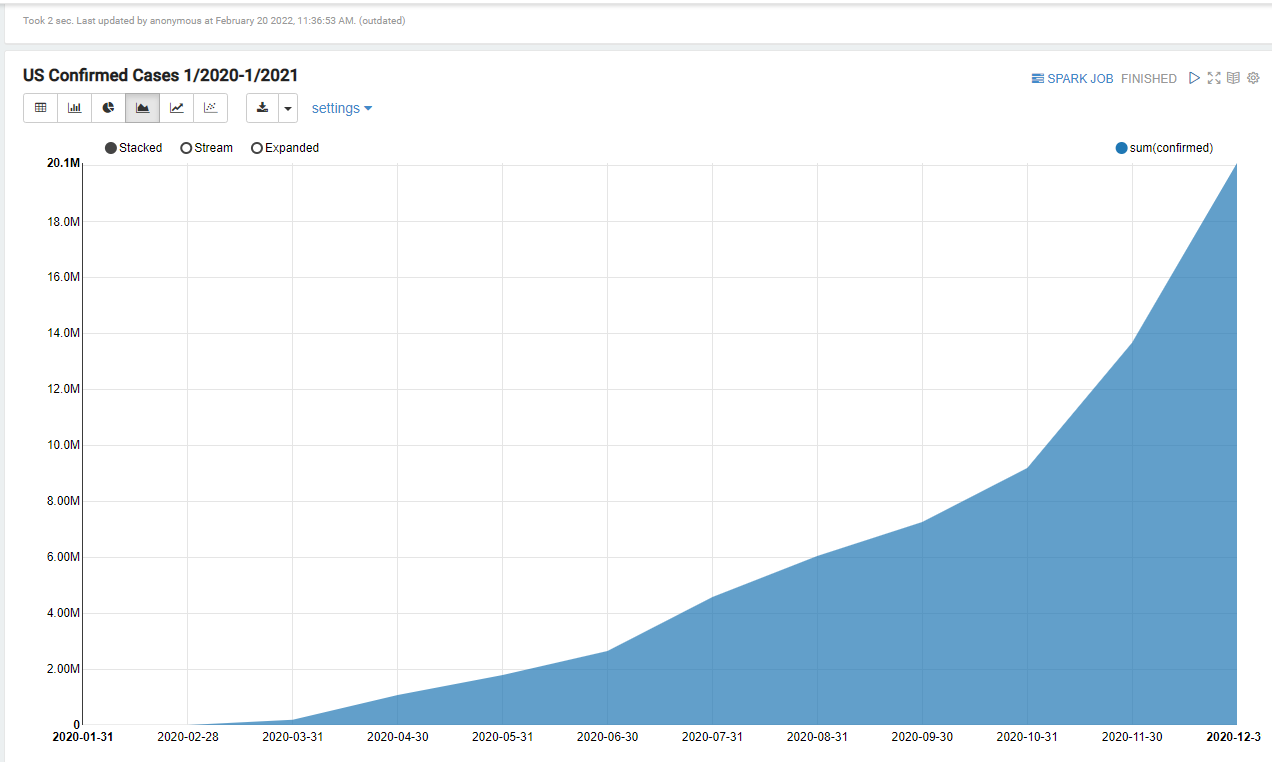 Took 2 sec. Last updated by anonymous at February 20 2022, 11:36:53 AM. (outdated)
US Confirmed Cases 1/2020-1/2021
SPARK JOB FINISHED
settings
Stacked Stream Expanded sum(confirmed)
20.1M
18.0M
16.0M
14.0M
12.0M
10.0M
8.00M
6.00M
4.00M
2.00M
0
2020-01-31 2020-02-28 2020-03-31 2020-04-30 2020-05-31 2020-06-30 2020-07-31 2020-08-31 2020-09-30 2020-10-31 2020-11-30 2020-12-3